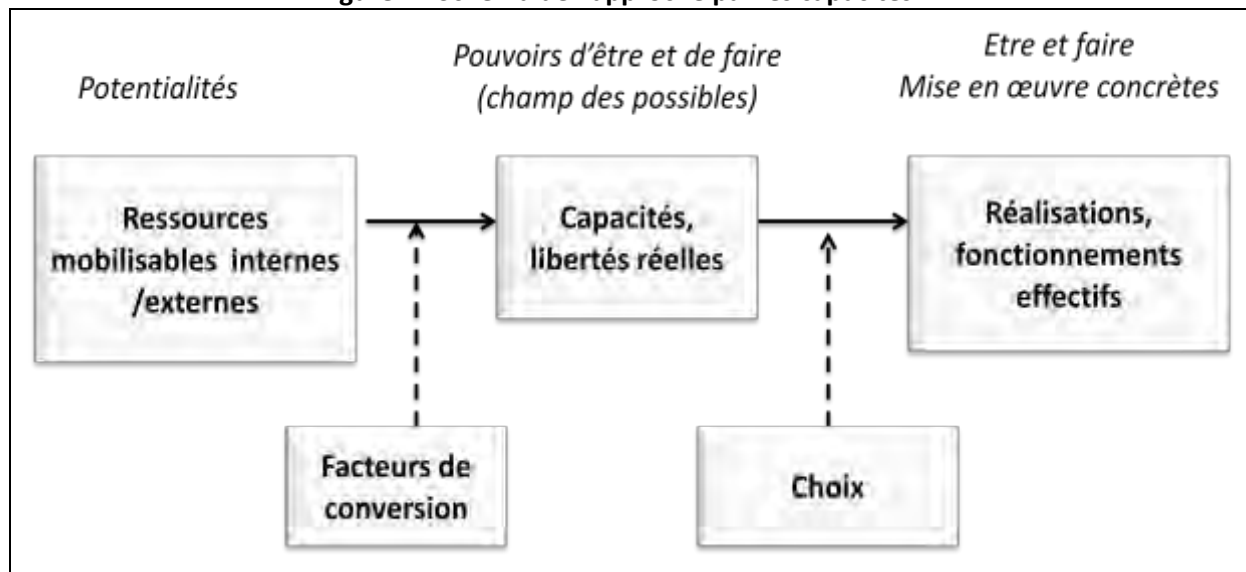 Potentialités
Pouvoirs d'être et de faire
(champ des possibles)
Etre et faire
Mise en œuvre concrètes
Ressources
mobilisables internes
/externes
Capacités,
libertés réelles
Réalisations,
fonctionnements
effectifs
Facteurs de
conversion
Choix